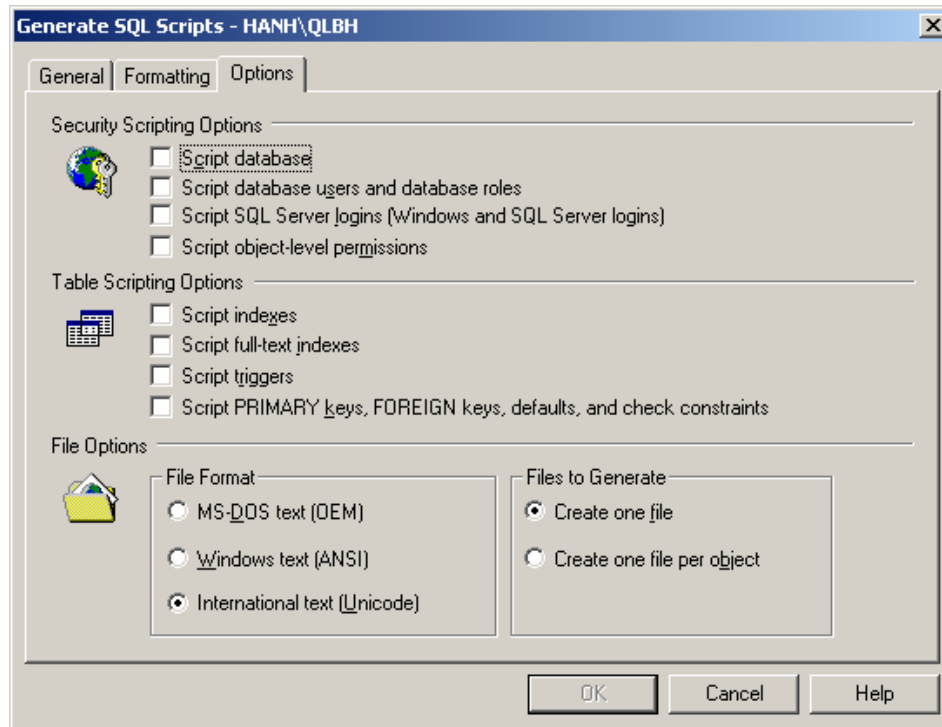 Generate SQL Scripts - HANH\QLBH
General
Formatting
Options
Security Scripting Options
Script database
Script database users and database roles
Script SQL Server logins (Windows and SQL Server logins)
Script object-level permissions
Table Scripting Options
Script indexes
Script full-text indexes
Script triggers
Script PRIMARY keys, FOREIGN keys, defaults, and check constraints
File Options
File Format
MS-DOS text (OEM)
Windows text (ANSI)
International text (Unicode)
Files to Generate
Create one file
Create one file per object
OK
Cancel
Help